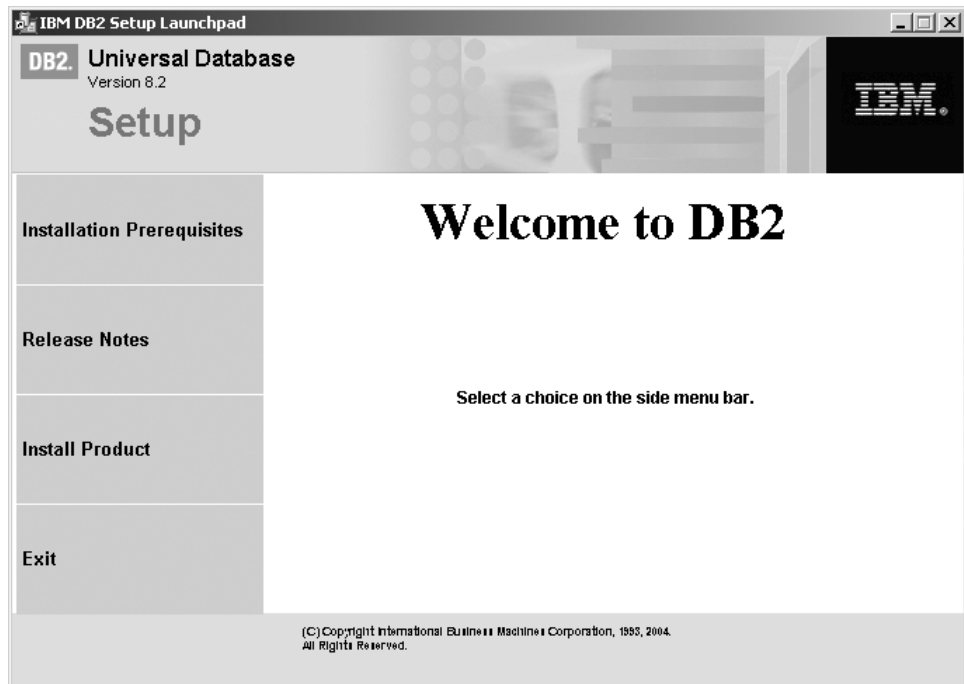 IBM DB2 Setup Launchpad
DB2. Universal Database
Version 8.2
Setup
IBM®
Installation Prerequisites
Welcome to DB2
Release Notes
Select a choice on the side menu bar.
Install Product
Exit
(C) Copyright International Business Machines Corporation, 1993, 2004.
All Rights Reserved.